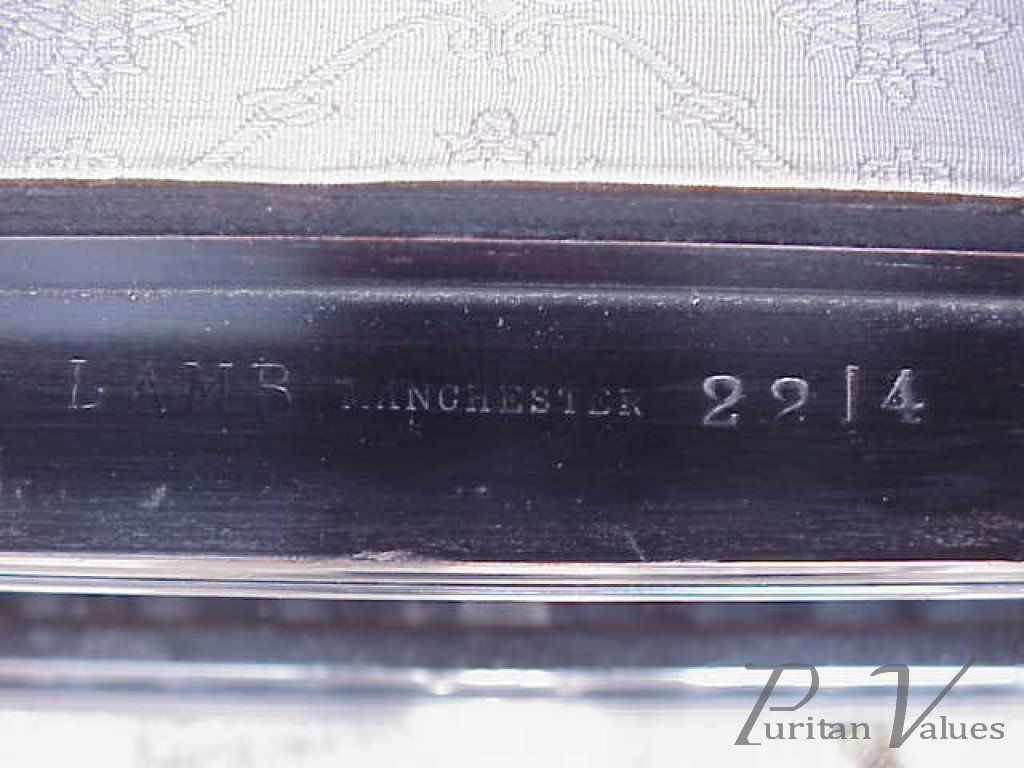 LAMB MANCHESTER 2214
Puritan Values